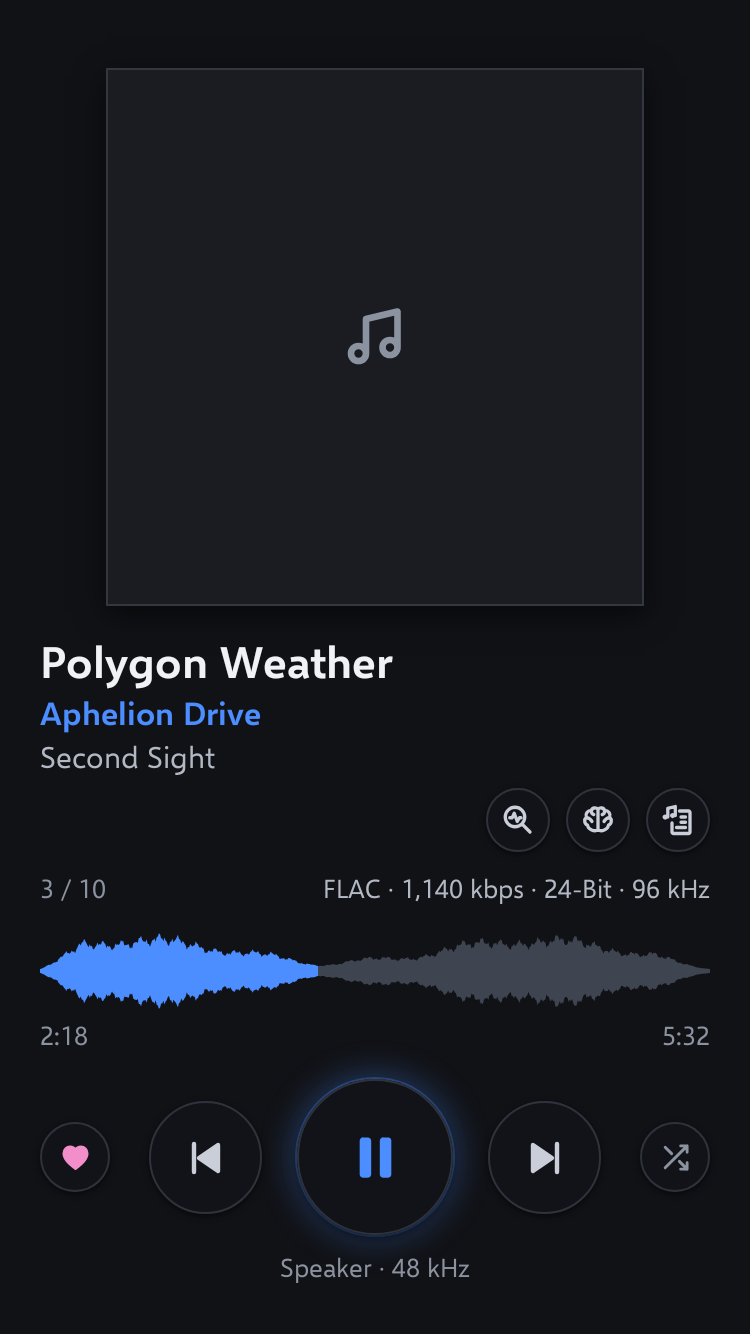 Polygon Weather
Aphelion Drive
Second Sight
3 / 10
FLAC · 1,140 kbps · 24-Bit · 96 kHz
2:18
5:32
Speaker · 48 kHz